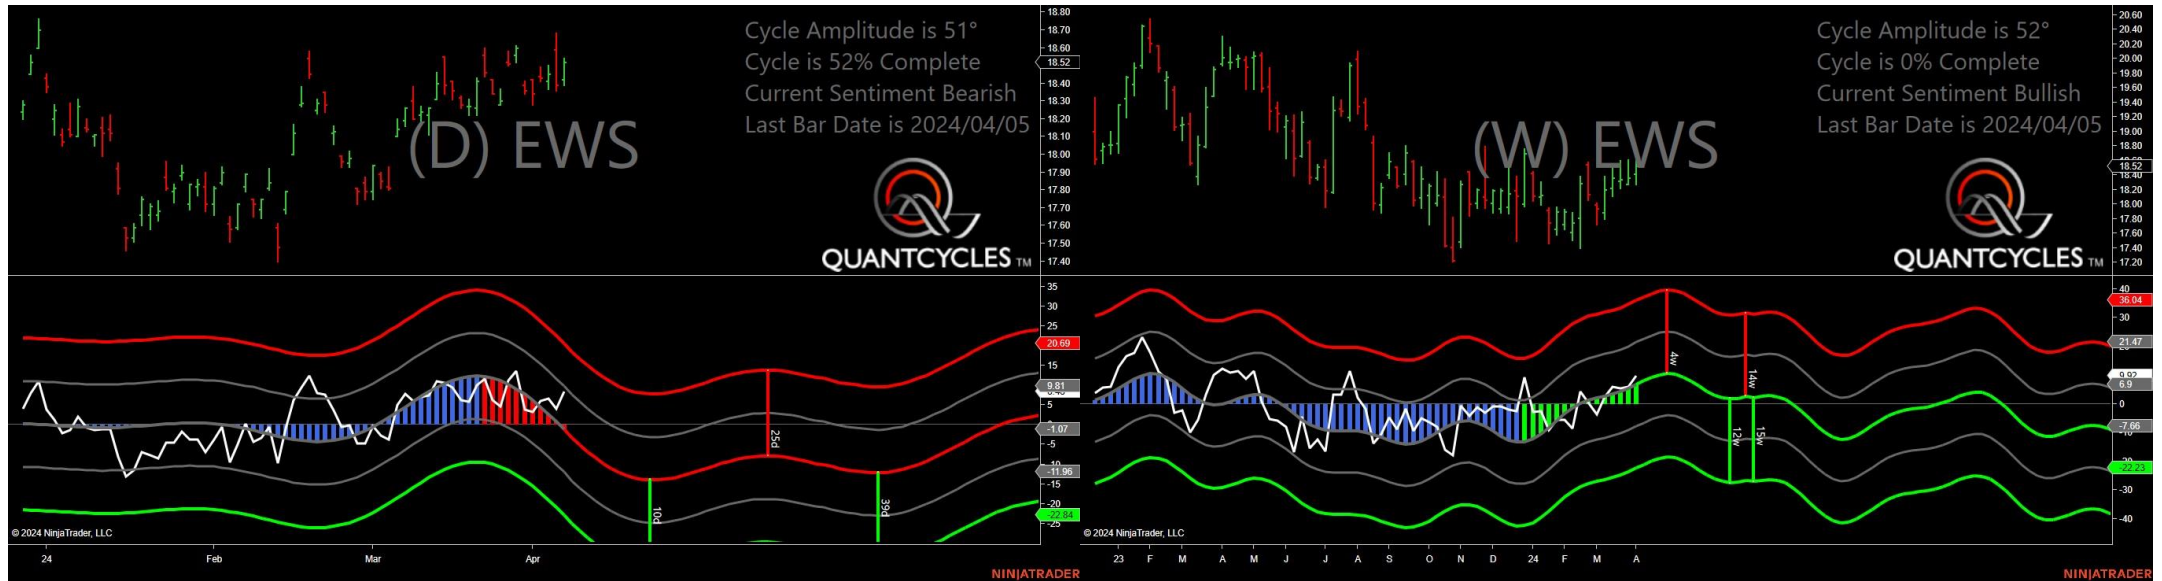 Cycle Amplitude is 51°
Cycle is 52% Complete
Current Sentiment Bearish
Last Bar Date is 2024/04/05
(D) EWS
QUANTCYCLES TM
18.80
18.70
18.60
18.52
18.40
18.30
18.20
18.10
18.00
17.90
17.80
17.70
17.60
17.50
17.40
35
30
25
20.69
15
9.81
5
-1.07
-5
-11.96
-15
-20
-22.84
-25
10d
25d
39d
© 2024 NinjaTrader, LLC
24 Feb Mar Apr
NINJATRADER
Cycle Amplitude is 52°
Cycle is 0% Complete
Current Sentiment Bullish
Last Bar Date is 2024/04/05
(W) EWS
QUANTCYCLES TM
20.60
20.40
20.20
20.00
19.80
19.60
19.40
19.20
19.00
18.80
18.52
18.40
18.20
18.00
17.80
17.60
17.40
17.20
40
36.04
30
21.47
9.92
6.9
0
-7.66
-22.23
-30
-40
4w
14w
12w
15w
© 2024 NinjaTrader, LLC
23 F M A M J J A S O N D 24 F M A
NINJATRADER